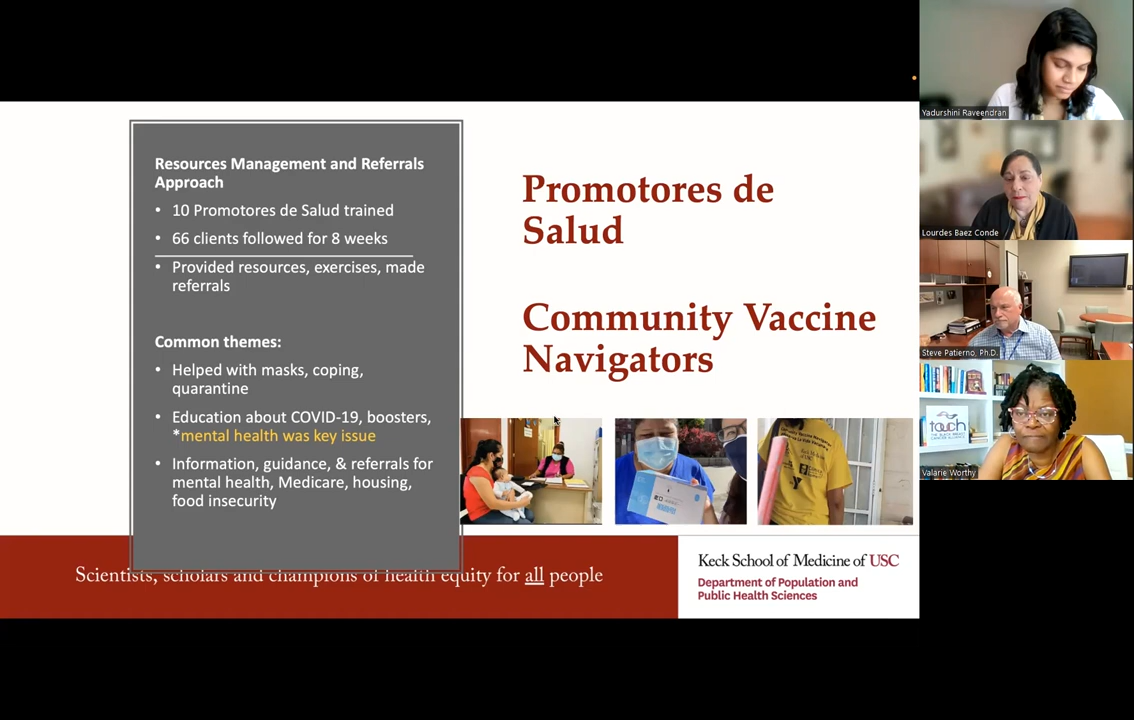 Resources Management and Referrals
Approach
• 10 Promotores de Salud trained
• 66 clients followed for 8 weeks
• Provided resources, exercises, made
referrals
Common themes:
• Helped with masks, coping,
quarantine
• Education about COVID-19, boosters,
*mental health was key issue
• Information, guidance, & referrals for
mental health, Medicare, housing,
food insecurity
Promotores de
Salud
Community Vaccine
Navigators
Scientists, scholars and champions of health equity for all people
Keck School of Medicine of USC
Department of Population and
Public Health Sciences
Yadurshini Raveendran
Lourdes Baez Conde
Steve Patierno, Ph.D.
touch
Valarie Worthy